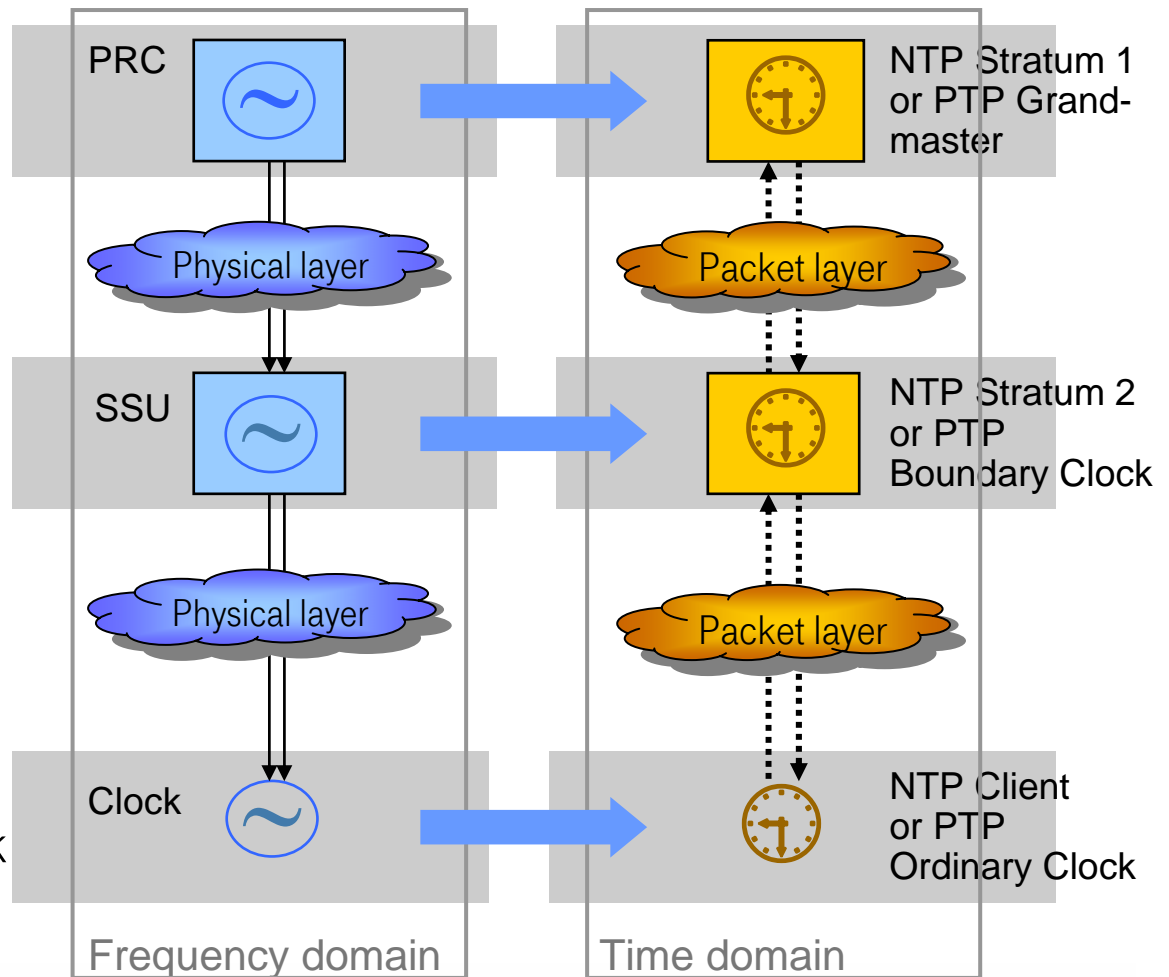 PRC
NTP Stratum 1
or PTP Grand-
master
Physical layer
Packet layer
SSU
NTP Stratum 2
or PTP
Boundary Clock
Physical layer
Packet layer
Clock
NTP Client
or PTP
Ordinary Clock
K
Frequency domain
Time domain